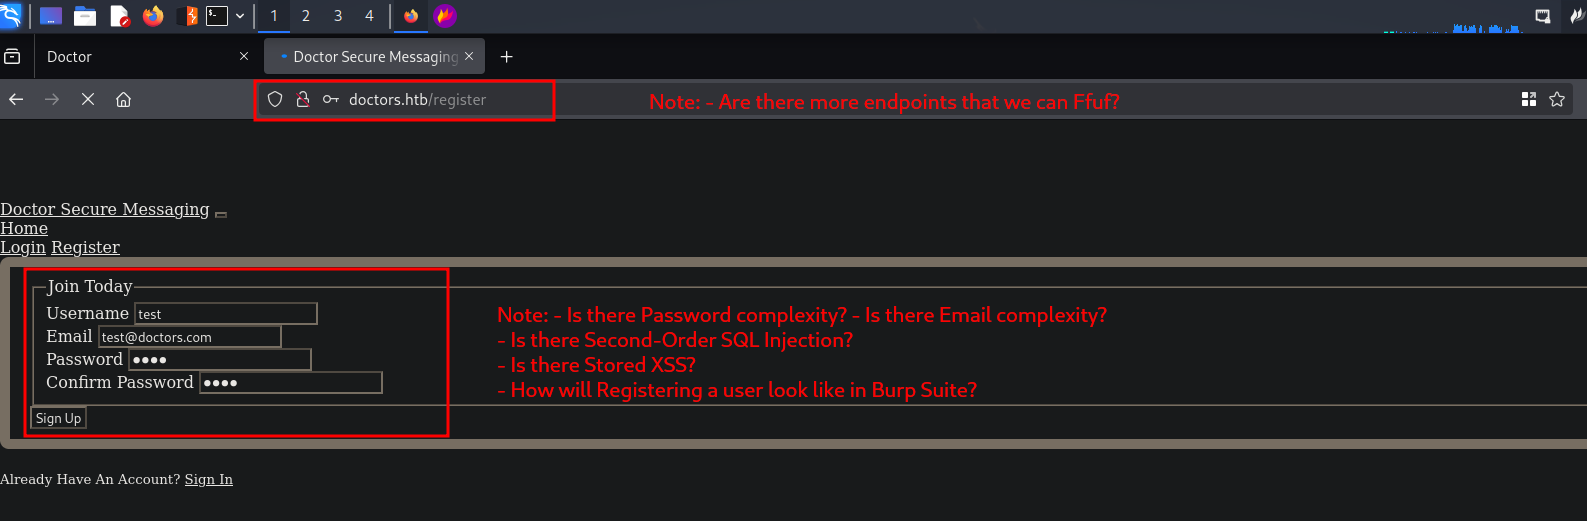 1 2 3 4
Doctor
Doctor Secure Messaging
doctors.htb/register
Note: - Are there more endpoints that we can Ffuf?
Doctor Secure Messaging
Home
Login Register
Join Today
Username test
Email test@doctors.com
Password ••••
Confirm Password ••••
Sign Up
Note: - Is there Password complexity? - Is there Email complexity?
- Is there Second-Order SQL Injection?
- Is there Stored XSS?
- How will Registering a user look like in Burp Suite?
Already Have An Account? Sign In